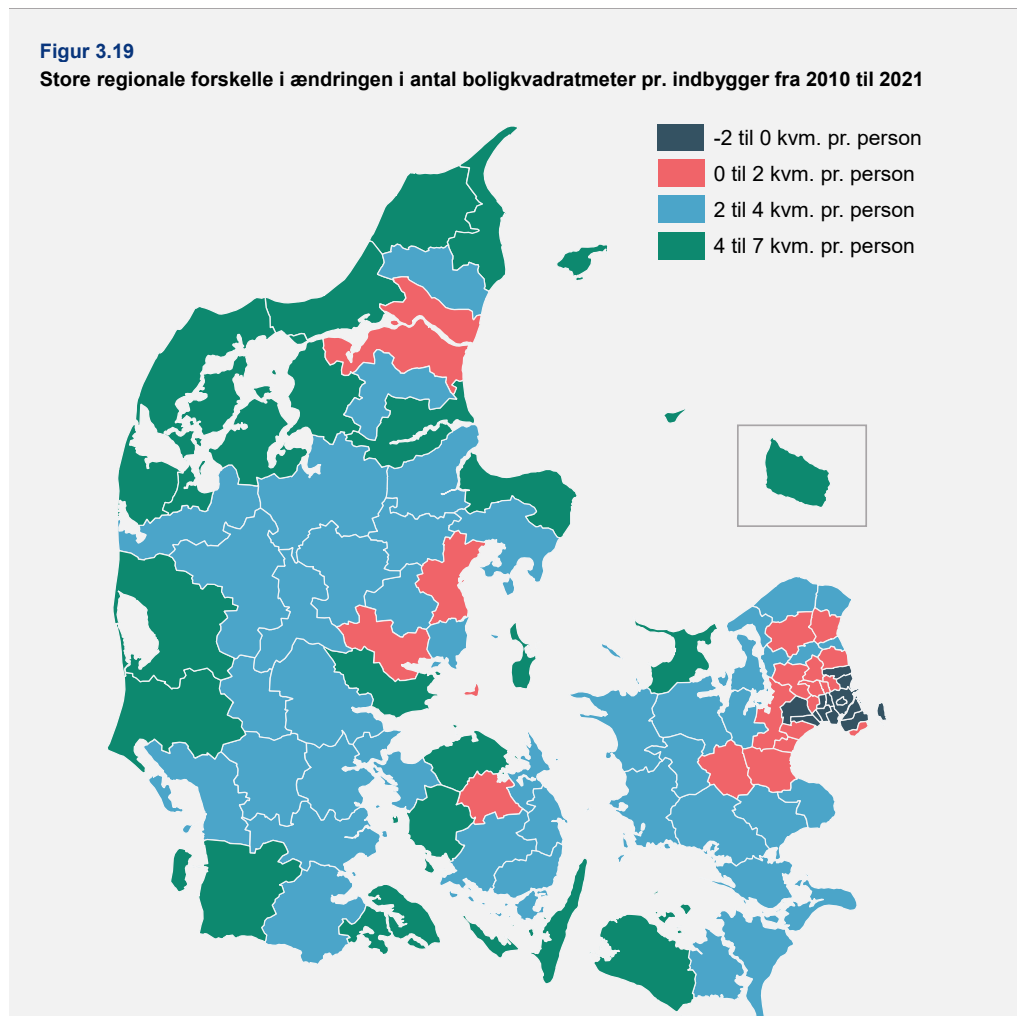 Figur 3.19
Store regionale forskelle i ændringen i antal boligkvadratmeter pr. indbygger fra 2010 til 2021
-2 til 0 kvm. pr. person
0 til 2 kvm. pr. person
2 til 4 kvm. pr. person
4 til 7 kvm. pr. person